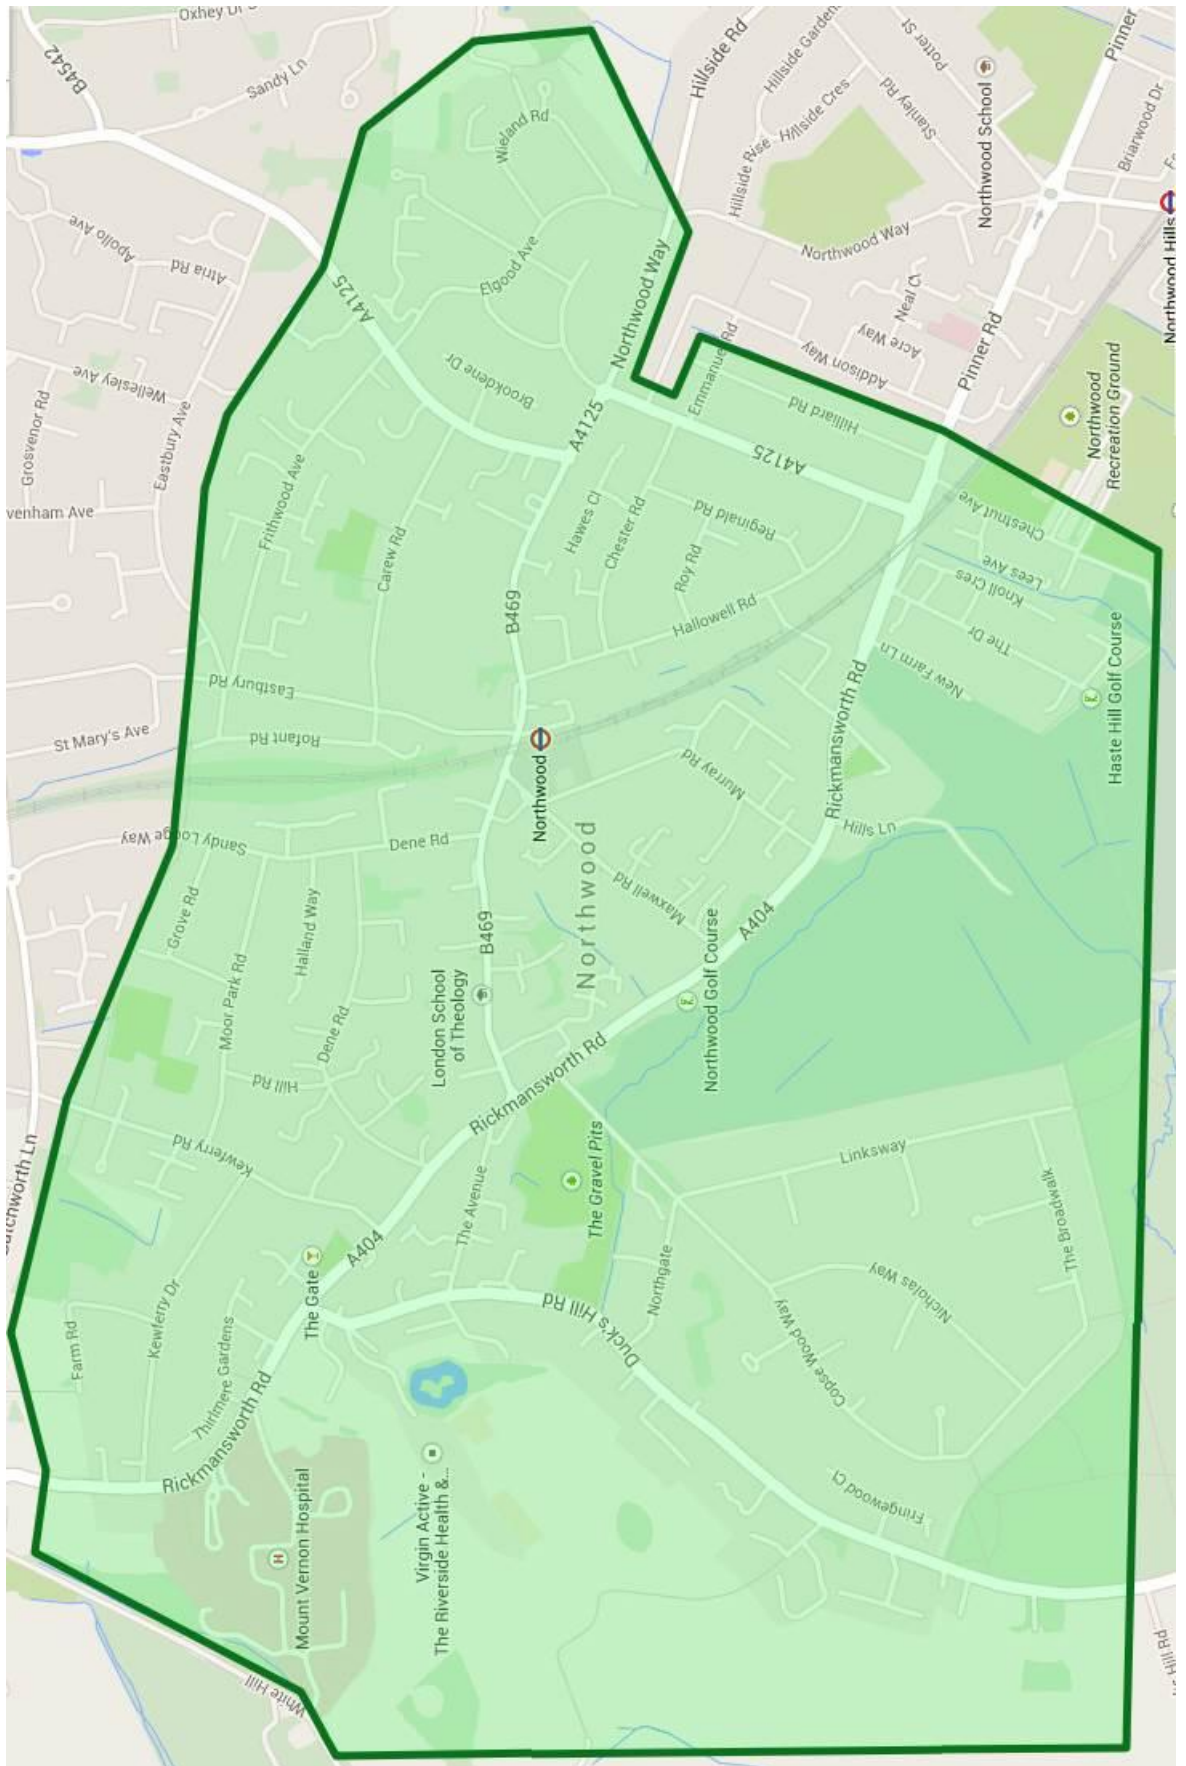 Oxhey Dr S
B4542
Sandy Ln
Hillside Rd
Hillside Gardens
Potter St
Pinner
Stanley Rd
Northwood School
Briarwood Dr
Wieland Rd
Hillside Rise
Hillside Cres
Apollo Ave
Atria Rd
Elgood Ave
Northwood Way
Northwood Way
Northwood Hills
A4125
Neal Cl
Acre Way
Addison Way
Pinner Rd
Grosvenor Rd
Wellesley Ave
Eastbury Ave
Brookdene Dr
Emmanuel Rd
Hilliard Rd
Northwood
Recreation Ground
A4125
A4125
venham Ave
Frithwood Ave
Carew Rd
Hawes Cl
Chester Rd
Reginald Rd
Roy Rd
Chestnut Ave
Lees Ave
Knoll Cres
The Dr
New Farm Ln
B469
Hallowell Rd
Eastbury Rd
Rofant Rd
St Mary's Ave
Haste Hill Golf Course
Northwood
Murray Rd
Rickmansworth Rd
Hills Ln
Sandy Lodge Way
Dene Rd
Northwood
Maxwell Rd
A404
Grove Rd
Halland Way
B469
Moor Park Rd
London School
of Theology
Dene Rd
Hill Rd
Northwood Golf Course
Rickmansworth Rd
Kewferry Rd
The Avenue
The Gravel Pits
Linksway
The Broadwalk
The Gate
A404
Northgate
Nicholas Way
Copse Wood Way
Duck's Hill Rd
Farm Rd
Kewferry Dr
Thirlmere Gardens
Rickmansworth Rd
Mount Vernon Hospital
H
Virgin Active -
The Riverside Health &...
Fringewood Cl
White Hill
Hill Rd